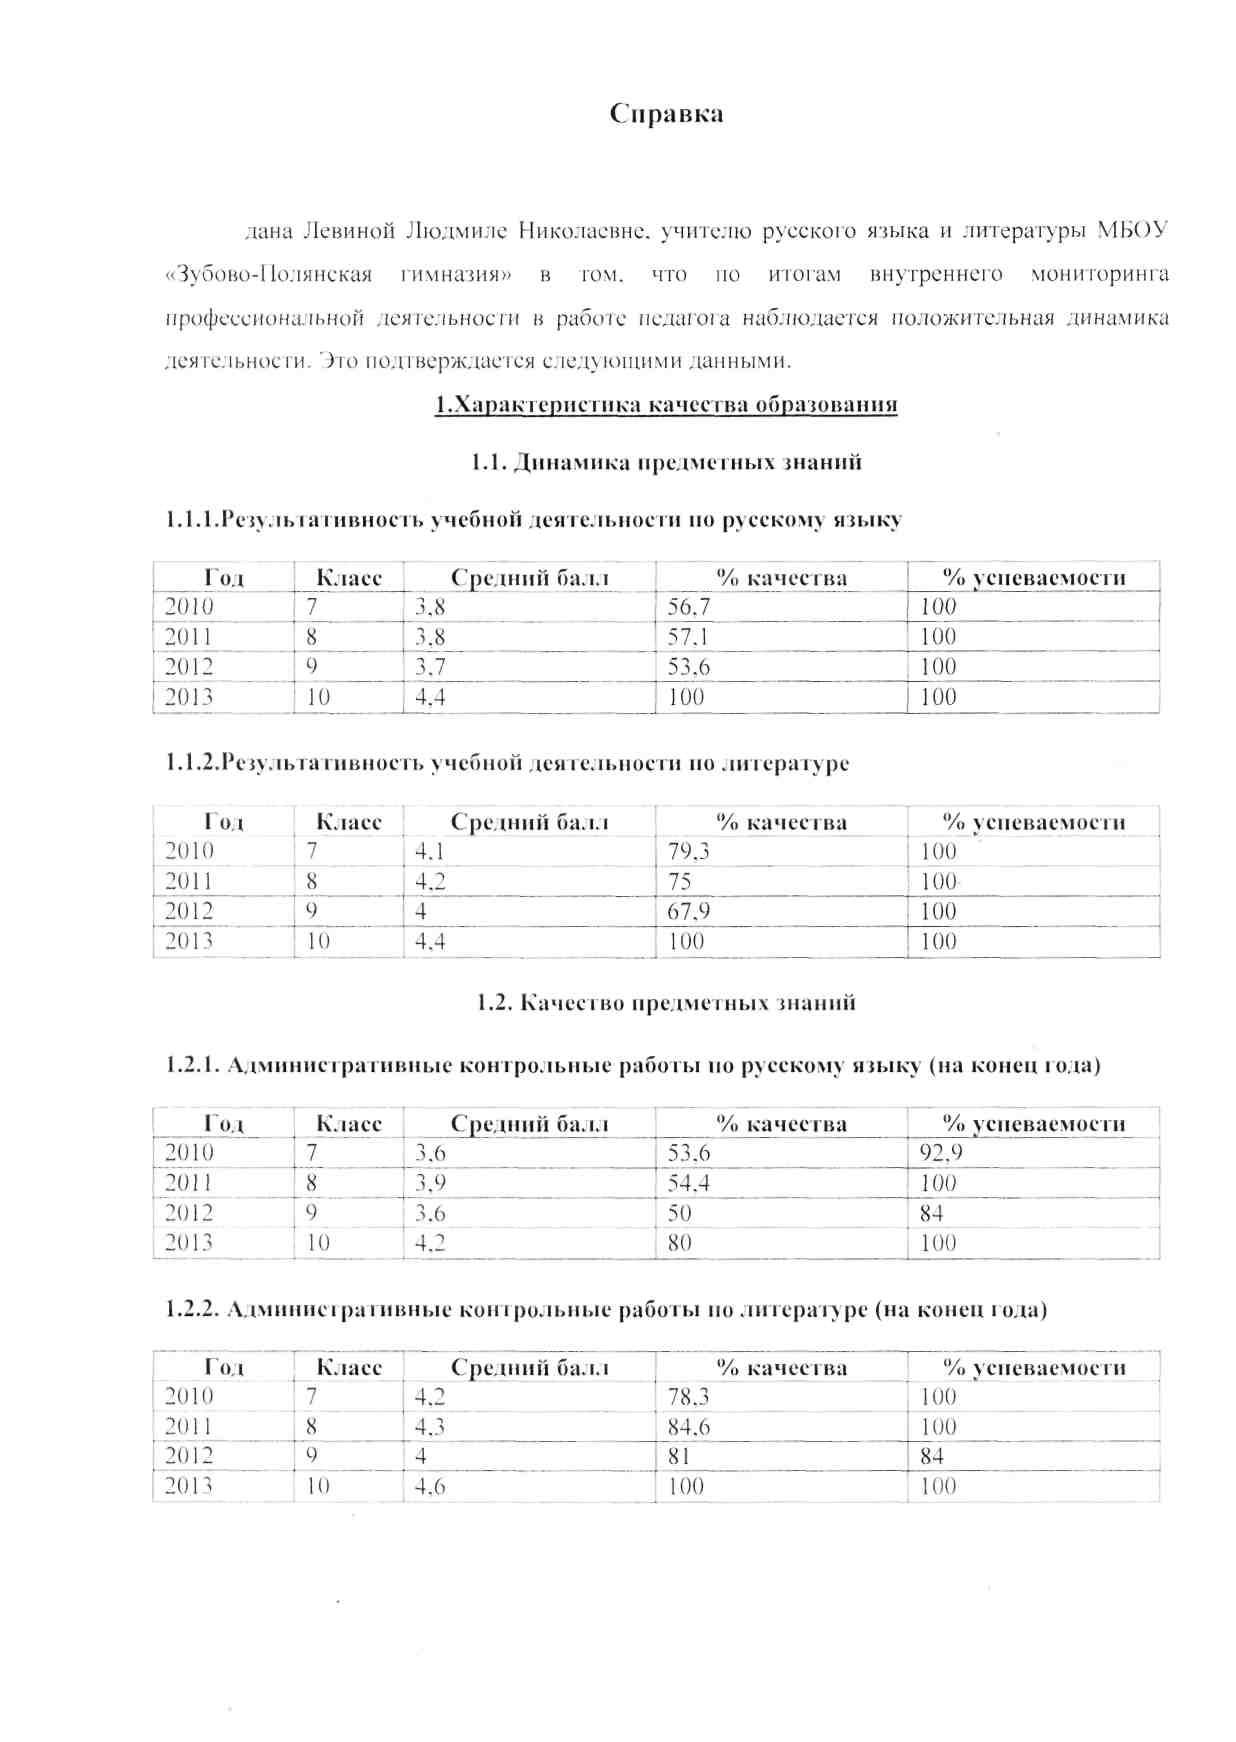 Справка
дана Левиной Людмиле Николаевне, учителю русского языка и литературы МБОУ
«Зубово-Полянская гимназия» в том, что по итогам внутреннего мониторинга
профессиональной деятельности в работе педагога наблюдается положительная динамика
деятельности. Это подтверждается следующими данными.
1.Характеристика качества образования
1.1. Динамика предметных знаний
1.1.1.Результативность учебной деятельности по русскому языку
Год Класс Средний балл % качества % успеваемости
2010 7 3,8 56,7 100
2011 8 3,8 57,1 100
2012 9 3,7 53,6 100
2013 10 4,4 100 100
1.1.2.Результативность учебной деятельности по литературе
Год Класс Средний балл % качества % успеваемости
2010 7 4,1 79,3 100
2011 8 4,2 75 100
2012 9 4 67,9 100
2013 10 4,4 100 100
1.2. Качество предметных знаний
1.2.1. Административные контрольные работы по русскому языку (на конец года)
Год Класс Средний балл % качества % успеваемости
2010 7 3,6 53,6 92,9
2011 8 3,9 54,4 100
2012 9 3,6 50 84
2013 10 4,2 80 100
1.2.2. Административные контрольные работы по литературе (на конец года)
Год Класс Средний балл % качества % успеваемости
2010 7 4,2 78,3 100
2011 8 4,3 84,6 100
2012 9 4 81 84
2013 10 4,6 100 100